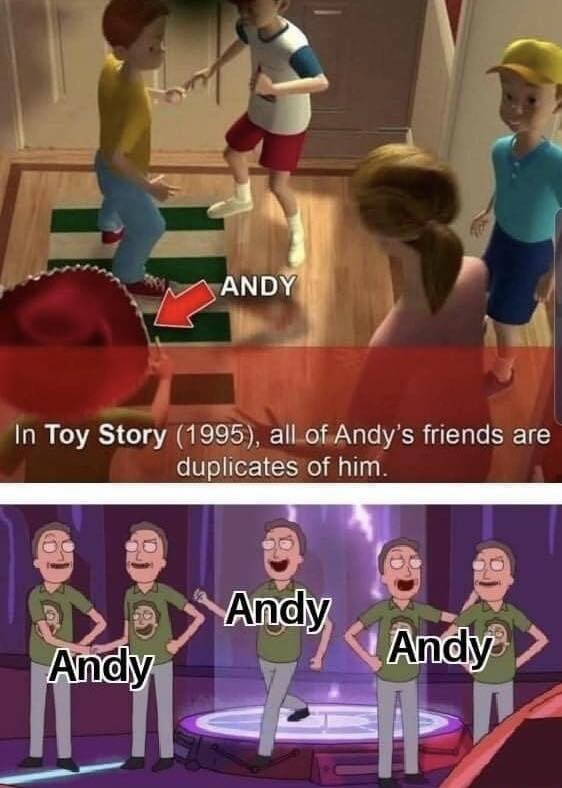 ANDY
In Toy Story (1995), all of Andy's friends are
duplicates of him.
Andy
Andy
Andy